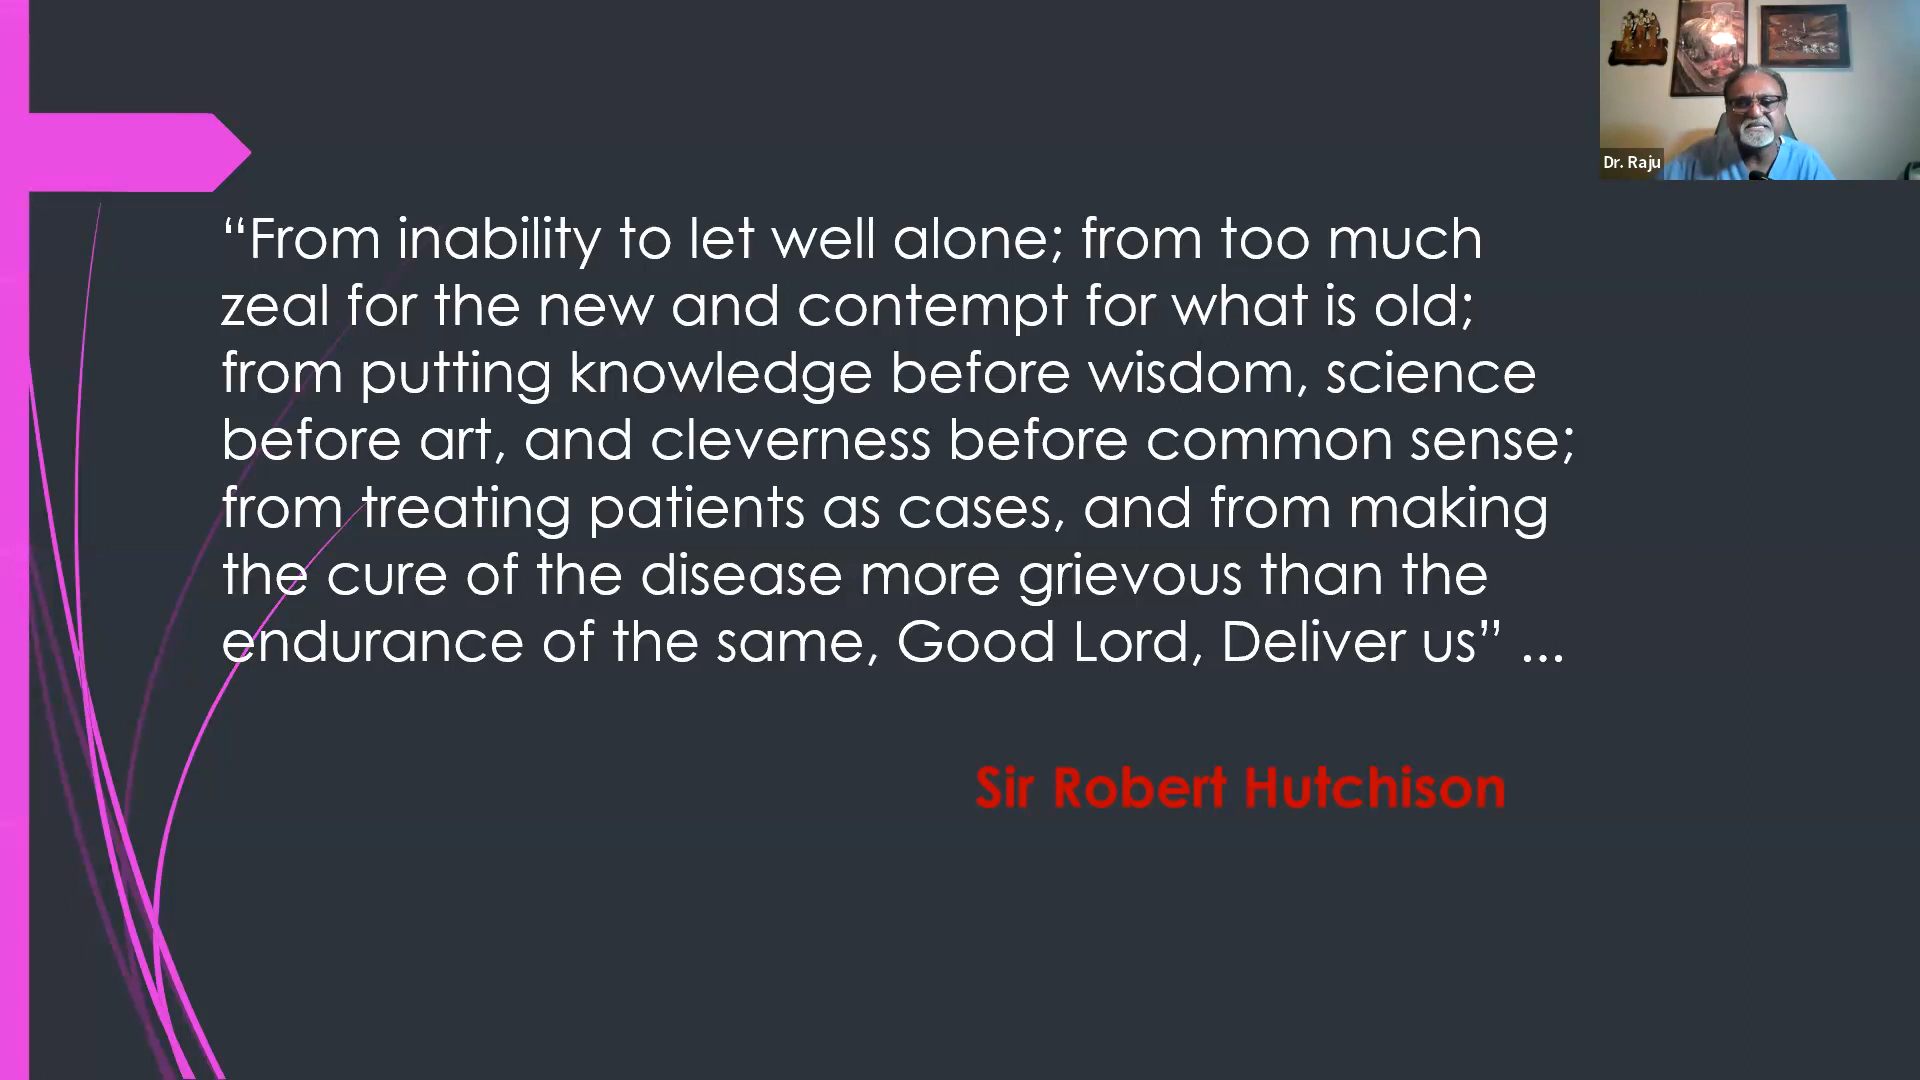 Dr. Raju
“From inability to let well alone; from too much
zeal for the new and contempt for what is old;
from putting knowledge before wisdom, science
before art, and cleverness before common sense;
from treating patients as cases, and from making
the cure of the disease more grievous than the
endurance of the same, Good Lord, Deliver us” ...
Sir Robert Hutchison